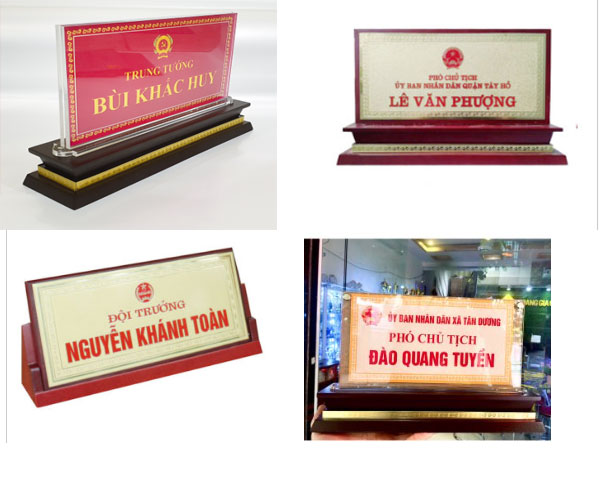 TRUNG TƯỚNG
BÙI KHẮC HUY
PHÓ CHỦ TỊCH
ỦY BAN NHÂN DÂN QUẬN TÂY HỒ
LÊ VĂN PHƯỢNG
ĐỘI TRƯỞNG
NGUYỄN KHÁNH TOÀN
ỦY BAN NHÂN DÂN XÃ TÂN DƯƠNG
PHÓ CHỦ TỊCH
ĐÀO QUANG TUYẾN